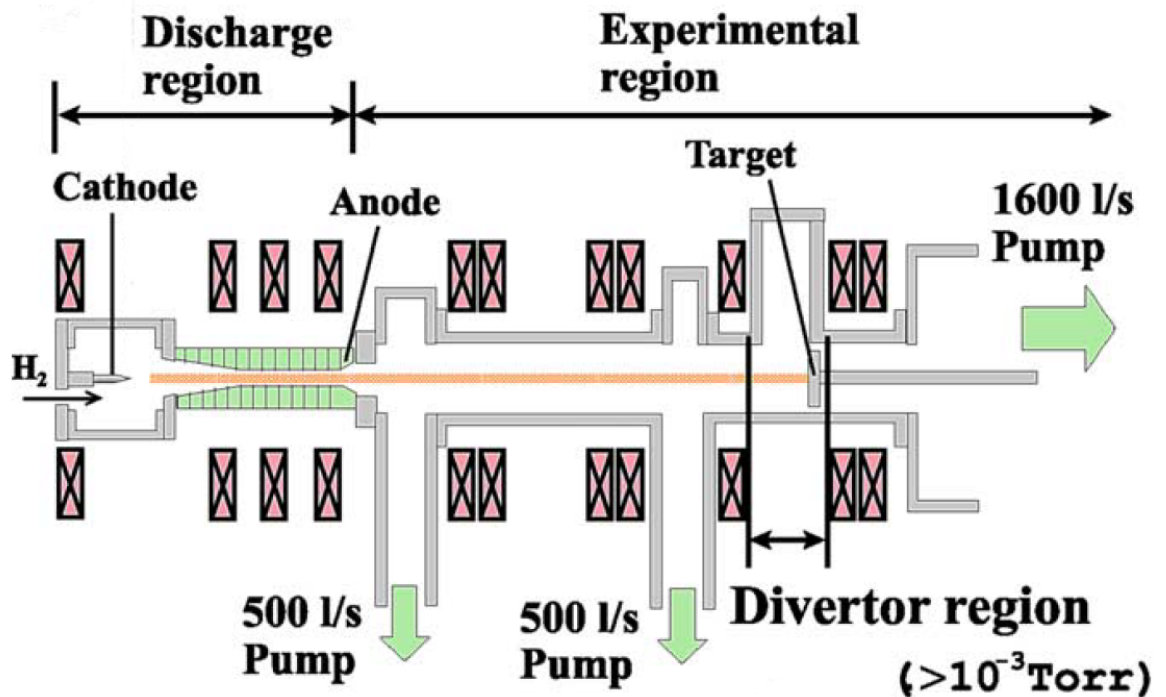 Discharge
region
Experimental
region
Cathode
Anode
Target
1600 l/s
Pump
H₂
500 l/s
Pump
500 l/s
Pump
Divertor region
(>10⁻³Torr)